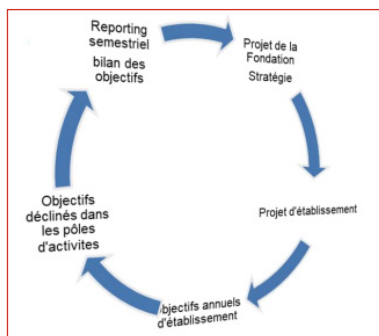 Reporting
semestriel
bilan des
objectifs
Projet de la
Fondation
Stratégie
Projet d'établissement
Objectifs annuels
d'établissement
Objectifs
déclinés dans
les pôles
d'activites